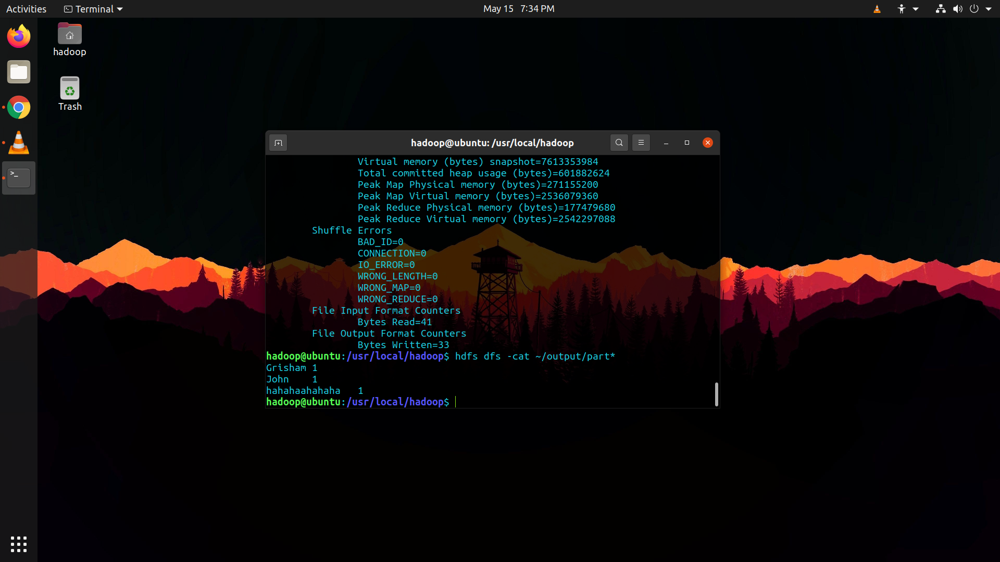 Activities
Terminal
May 15 7:34 PM
hadoop
Trash
hadoop@ubuntu: /usr/local/hadoop
Virtual memory (bytes) snapshot=7613353984
Total committed heap usage (bytes)=601882624
Peak Map Physical memory (bytes)=271155200
Peak Map Virtual memory (bytes)=2536079360
Peak Reduce Physical memory (bytes)=177479680
Peak Reduce Virtual memory (bytes)=2542297088
Shuffle Errors
BAD_ID=0
CONNECTION=0
IO_ERROR=0
WRONG_LENGTH=0
WRONG_MAP=0
WRONG_REDUCE=0
File Input Format Counters
Bytes Read=41
File Output Format Counters
Bytes Written=33
hadoop@ubuntu:/usr/local/hadoop$ hdfs dfs -cat ~/output/part*
Grisham 1
John 1
hahahaahahaha 1
hadoop@ubuntu:/usr/local/hadoop$